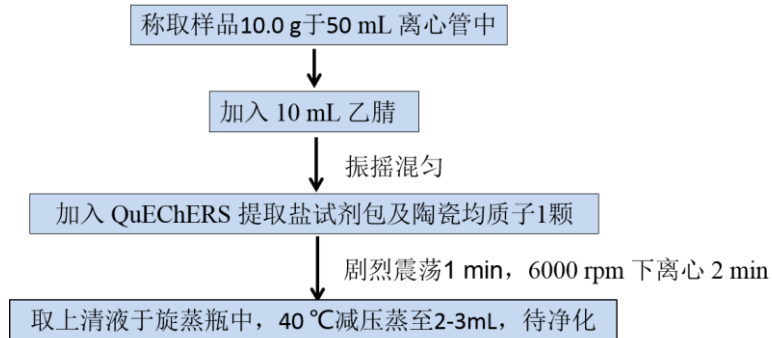 称取样品10.0 g于50 mL 离心管中
加入 10 mL 乙腈
振摇混匀
加入 QuEChERS 提取盐试剂包及陶瓷均质子1颗
剧烈震荡1 min，6000 rpm 下离心 2 min
取上清液于旋蒸瓶中，40 ℃减压蒸至2-3mL，待净化